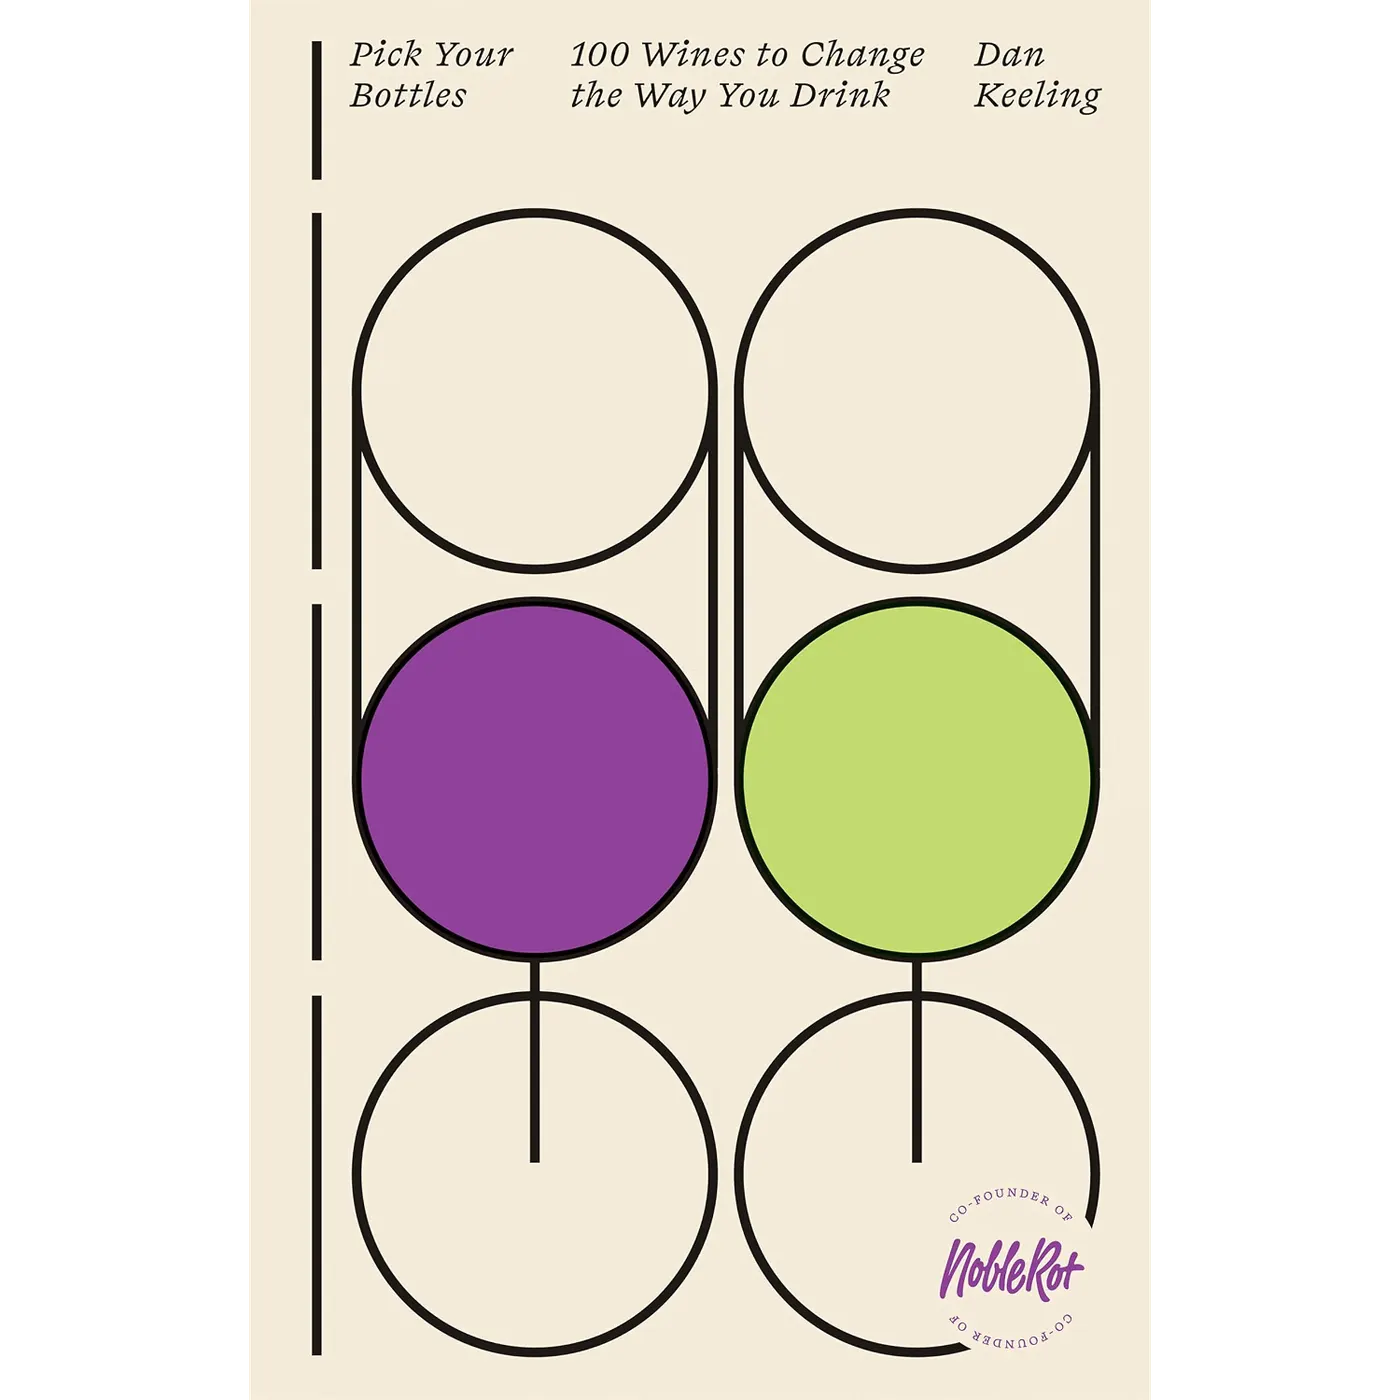 Pick Your
Bottles
100 Wines to Change
the Way You Drink
Dan
Keeling
CO-FOUNDER OF
NobleRot
CO-FOUNDER OF